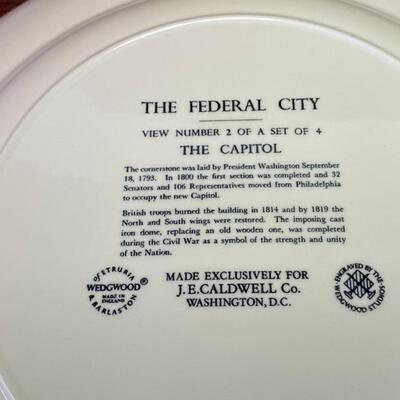 THE FEDERAL CITY
VIEW NUMBER 2 OF A SET OF 4
THE CAPITOL
The cornerstone was laid by President Washington September
18, 1793. In 1800 the first section was completed and 32
Senators and 106 Representatives moved from Philadelphia
to occupy the new Capitol.
British troops burned the building in 1814 and by 1819 the
North and South wings were restored. The imposing cast
iron dome, replacing an old wooden one, was completed
during the Civil War as a symbol of the strength and unity
of the Nation.
OF ETRURIA
WEDGWOOD®
MADE IN
ENGLAND
& BARLASTON
MADE EXCLUSIVELY FOR
J.E.CALDWELL Co.
WASHINGTON, D.C.
ENGRAVED BY THE
WEDGWOOD STUDIOS